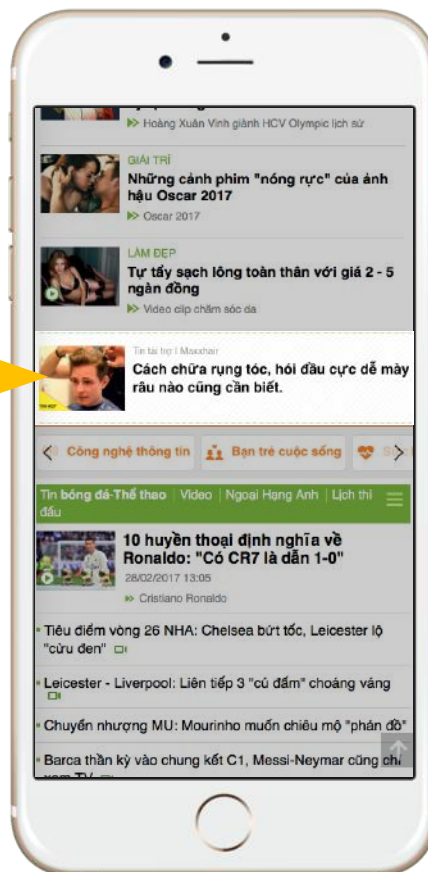 Hoàng Xuân Vinh giành HCV Olympic lịch sử
GIẢI TRÍ
Những cảnh phim "nóng rực" của ảnh
hậu Oscar 2017
Oscar 2017
LÀM ĐẸP
Tự tẩy sạch lông toàn thân với giá 2 - 5
ngàn đồng
Video clip chăm sóc da
Tin tài trợ | Maxxhair
Cách chữa rụng tóc, hói đầu cực dễ mày
râu nào cũng cần biết.
Công nghệ thông tin
Bạn trẻ cuộc sống
Tin bóng đá-Thể thao | Video | Ngoại Hạng Anh | Lịch thi
đấu
10 huyền thoại định nghĩa về
Ronaldo: "Có CR7 là dẫn 1-0"
28/02/2017 13:05
Cristiano Ronaldo
Tiêu điểm vòng 26 NHA: Chelsea bứt tốc, Leicester lộ
"cửu đen"
Leicester - Liverpool: Liên tiếp 3 "cú đấm" choáng váng
Chuyển nhượng MU: Mourinho muốn chiêu mộ "phán đồ"
Barca thần kỳ vào chung kết C1, Messi-Neymar cũng chỉ
xem TV